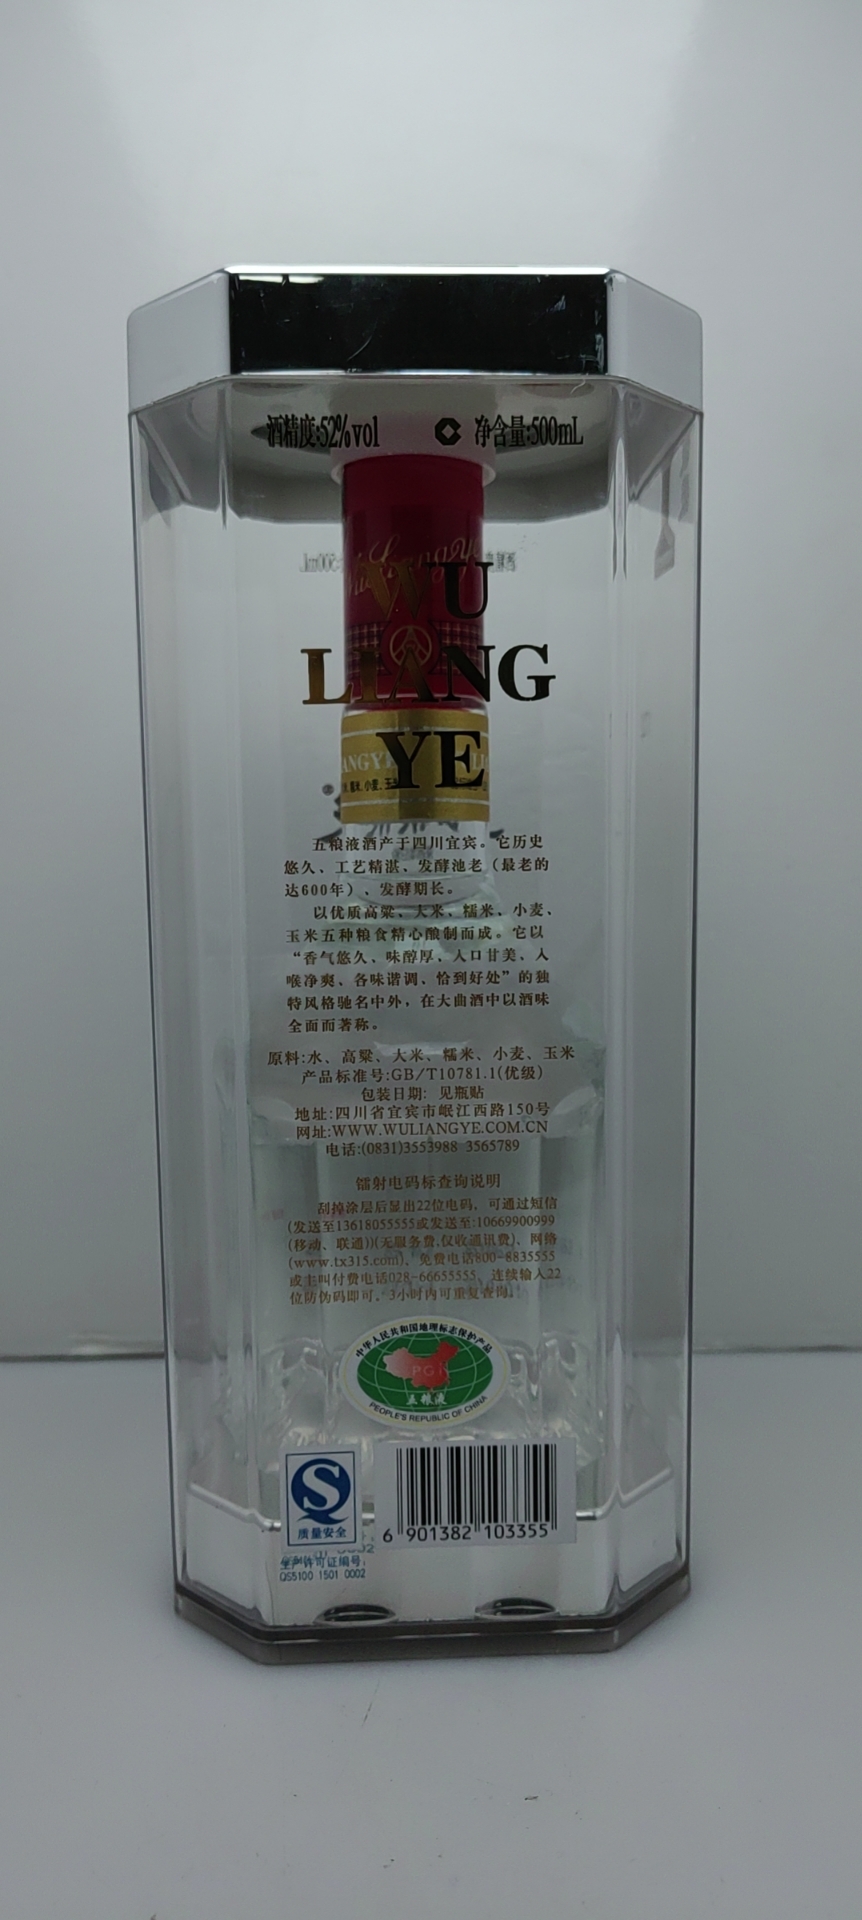 酒精度:52%vol 净含量:500mL
WuLiangYe
WU
LIANG
YE
五粮液酒产于四川宜宾。它历史
悠久、工艺精湛、发酵池老（最老的
达600年）、发酵期长。
以优质高粱、大米、糯米、小麦、
玉米五种粮食精心酿制而成。它以
“香气悠久、味醇厚、入口甘美、入
喉净爽、各味谐调、恰到好处”的独
特风格驰名中外，在大曲酒中以酒味
全面而著称。
原料:水、高粱、大米、糯米、小麦、玉米
产品标准号:GB/T10781.1(优级)
包装日期: 见瓶贴
地址:四川省宜宾市岷江西路150号
网址:WWW.WULIANGYE.COM.CN
电话:(0831)3553988 3565789
镭射电码标查询说明
刮掉涂层后显出22位电码，可通过短信
(发送至13618055555或发送至:10669900999
(移动、联通))(无服务费,仅收通讯费)、网络
(www.tx315.com)、免费电话800-8835555
或主叫付费电话028-66655555，连续输入22
位防伪码即可，3小时内可重复查询。
中华人民共和国地理标志保护产品
PGI
五粮液
PEOPLE'S REPUBLIC OF CHINA
质量安全
生产许可证编号:
QS5100 1501 0002
6 901382 103355